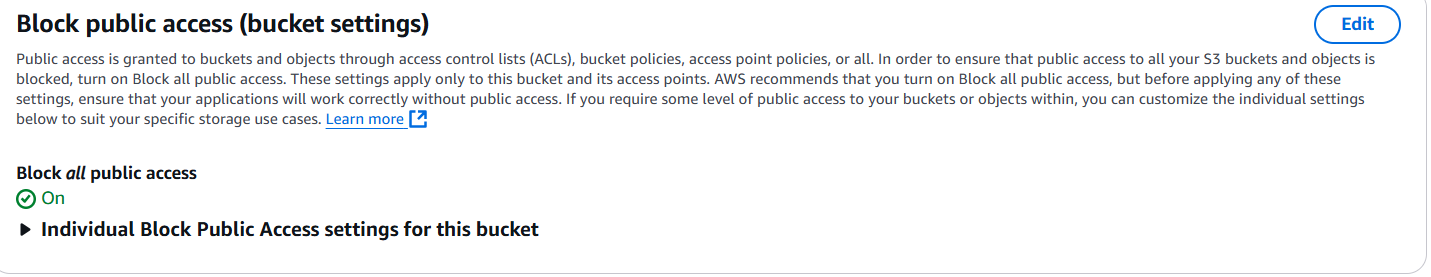 Block public access (bucket settings)
Edit
Public access is granted to buckets and objects through access control lists (ACLs), bucket policies, access point policies, or all. In order to ensure that public access to all your S3 buckets and objects is
blocked, turn on Block all public access. These settings apply only to this bucket and its access points. AWS recommends that you turn on Block all public access, but before applying any of these
settings, ensure that your applications will work correctly without public access. If you require some level of public access to your buckets or objects within, you can customize the individual settings
below to suit your specific storage use cases. Learn more
Block all public access
On
Individual Block Public Access settings for this bucket